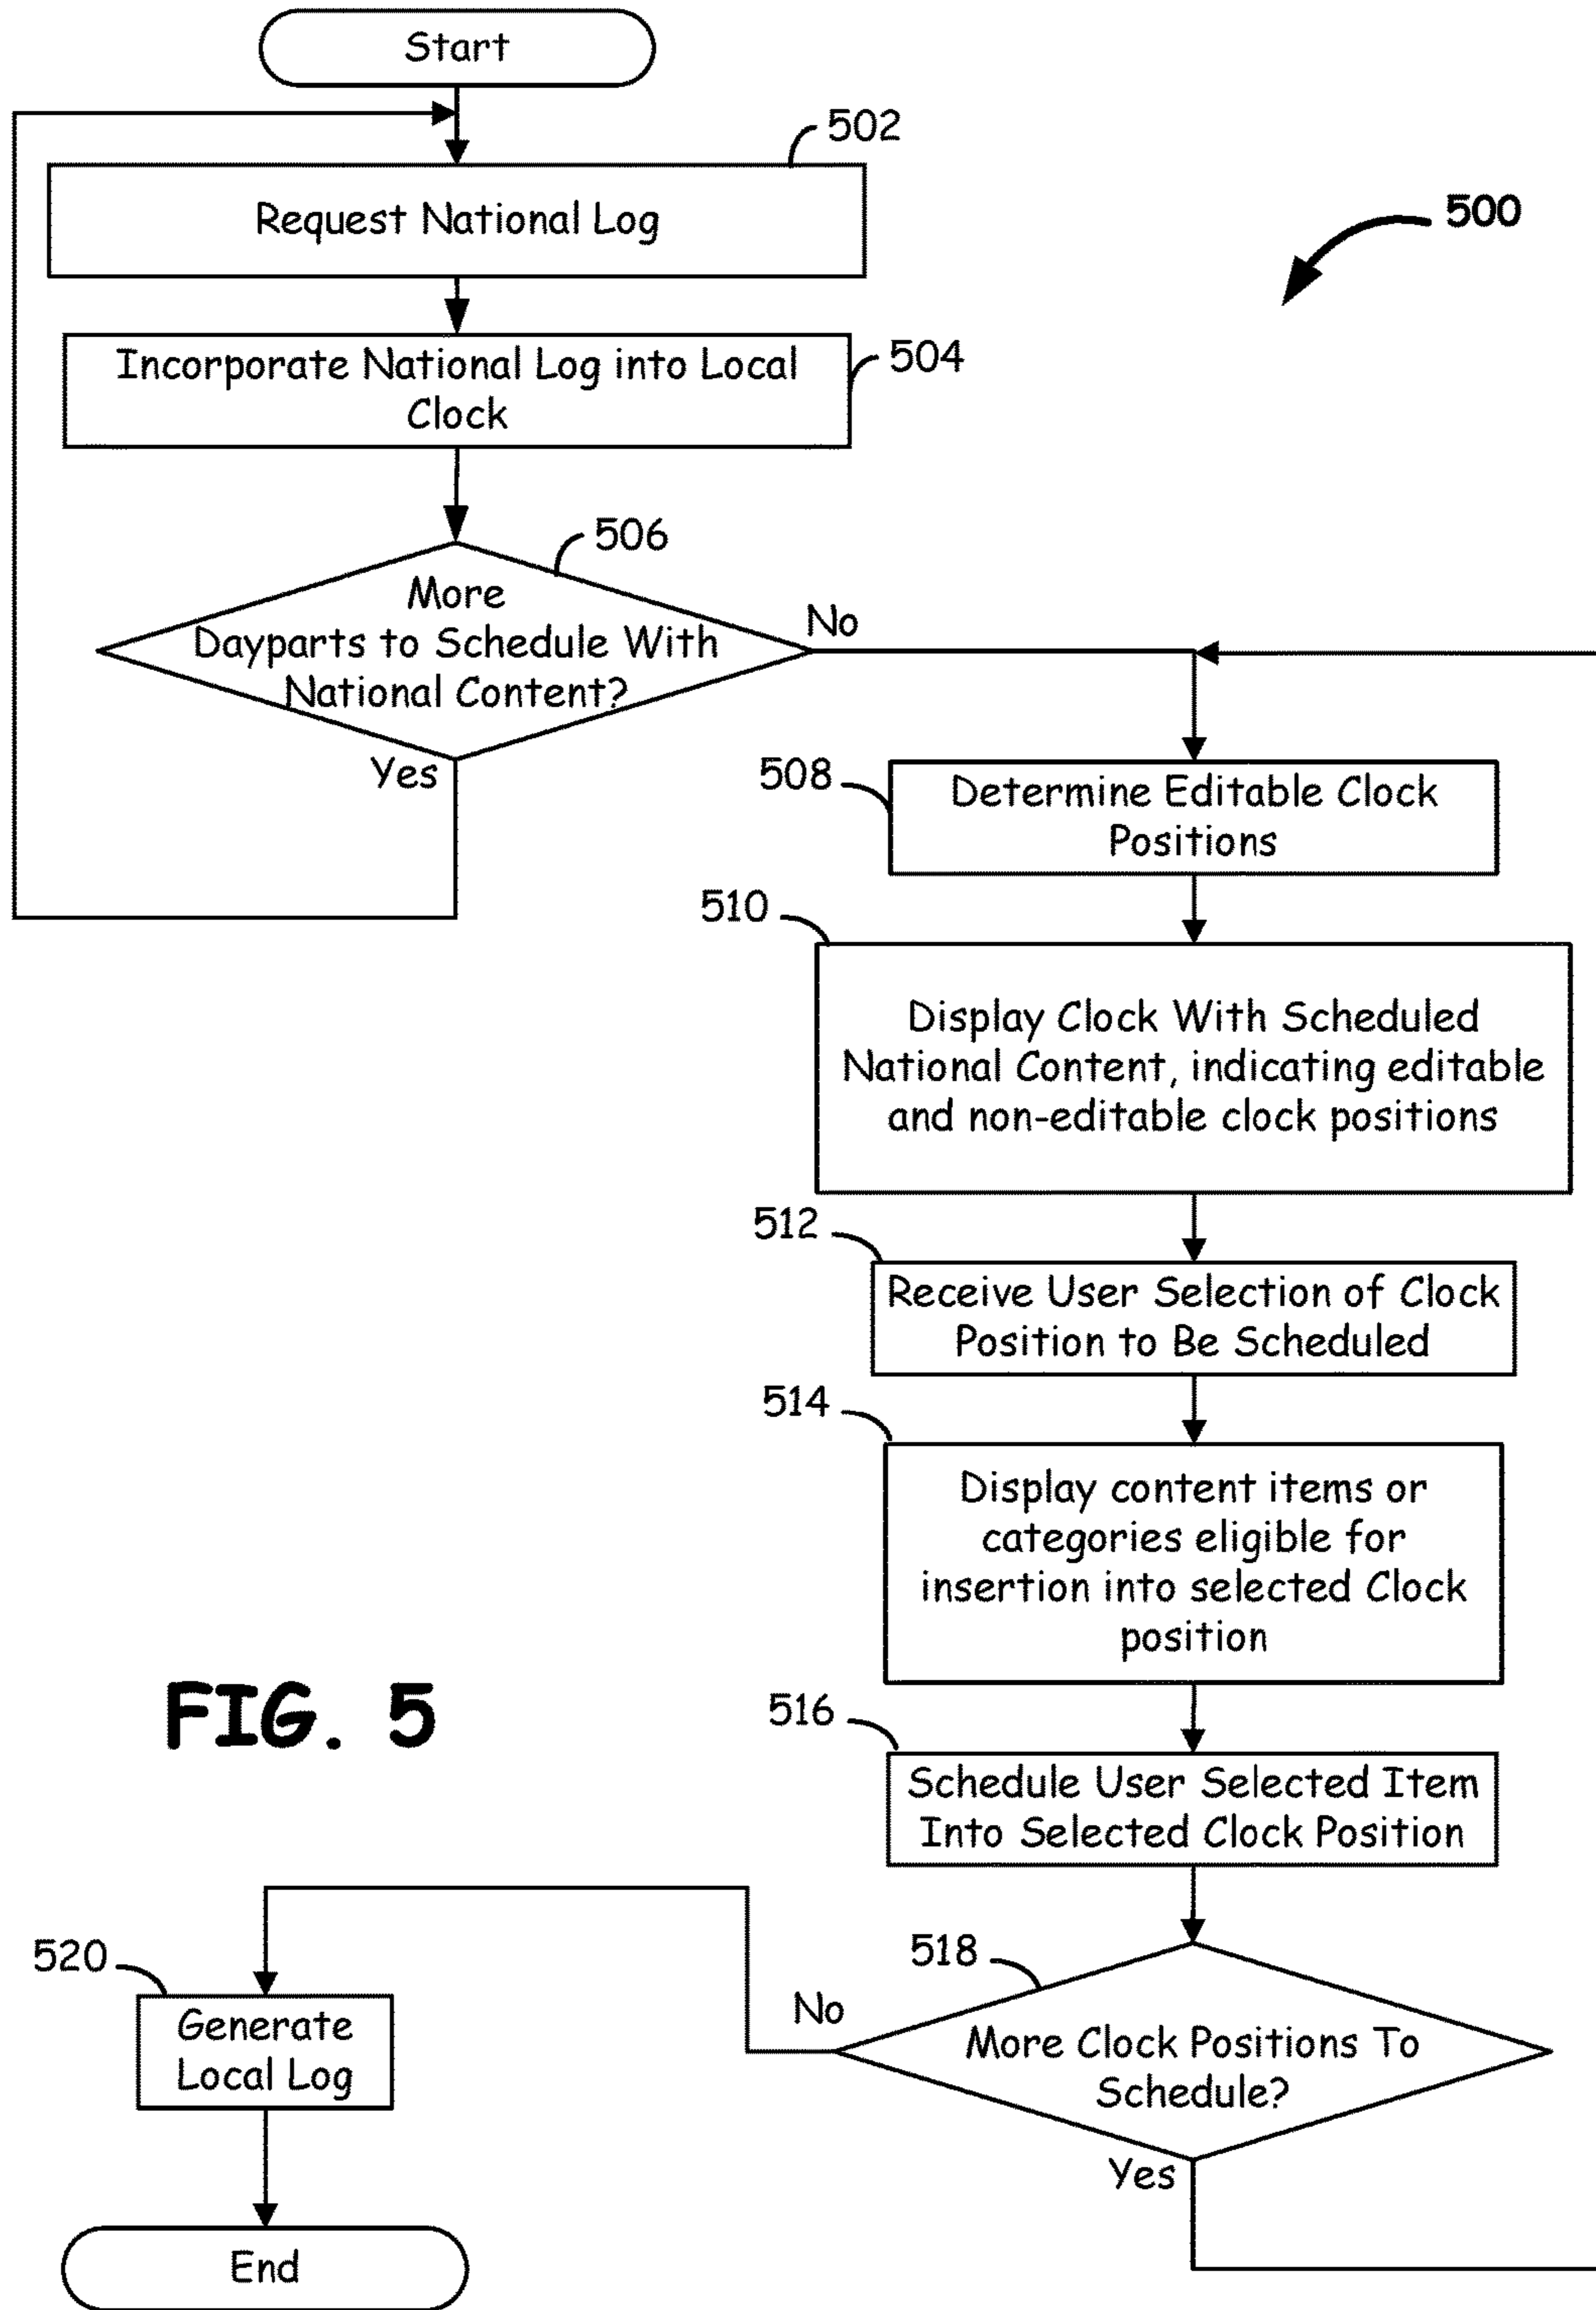 Start
502
Request National Log
500
504
Incorporate National Log into Local
Clock
506
More
Dayparts to Schedule With
National Content?
No
Yes
508
Determine Editable Clock
Positions
510
Display Clock With Scheduled
National Content, indicating editable
and non-editable clock positions
512
Receive User Selection of Clock
Position to Be Scheduled
514
Display content items or
categories eligible for
insertion into selected Clock
position
FIG. 5
516
Schedule User Selected Item
Into Selected Clock Position
518
More Clock Positions To
Schedule?
No
Yes
520
Generate
Local Log
End